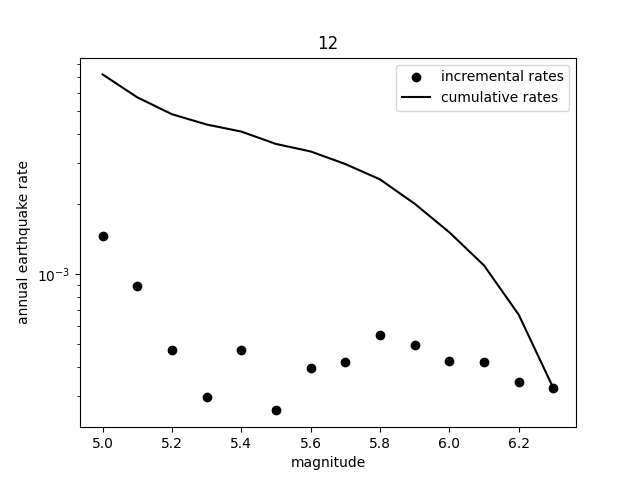 12
incremental rates
cumulative rates
annual earthquake rate
10⁻³
5.0 5.2 5.4 5.6 5.8 6.0 6.2
magnitude